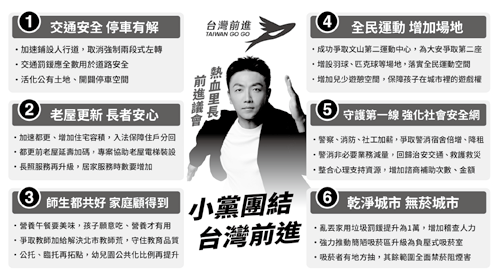 1 交通安全 停車有解
・加速鋪設人行道，取消強制兩段式左轉
・交通罰鍰應全數用於道路安全
・活化公有土地、開闢停車空間
2 老屋更新 長者安心
・加速都更、增加住宅容積，入法保障住戶分回
・都更前老屋延壽加碼，專案協助老屋電梯裝設
・長照服務再升級，居家服務時數要增加
3 師生都共好 家庭顧得到
・營養午餐要美味，孩子願意吃、營養才有用
・爭取教師加給解決北市教師荒，守住教育品質
・公托、臨托再拓點，幼兒園公共化比例再提升
台灣前進
TAIWAN GO GO
熱血里長
前進議會
小黨團結
台灣前進
4 全民運動 增加場地
・成功爭取文山第二運動中心，為大安爭取第二座
・增設羽球、匹克球等場地，落實全民運動空間
・增加兒少遊憩空間，保障孩子在城市裡的遊戲權
5 守護第一線 強化社會安全網
・警察、消防、社工加薪，爭取警消宿舍倍增、降租
・警消非必要業務減量，回歸治安交通、救護救災
・整合心理支持資源，增加諮商補助次數、金額
6 乾淨城市 無菸城市
・亂丟家用垃圾罰鍰提升為1萬，增加稽查人力
・強力推動簡陋吸菸區升級為負壓式吸菸室
・吸菸者有地方抽，其餘範圍全面禁菸阻煙害